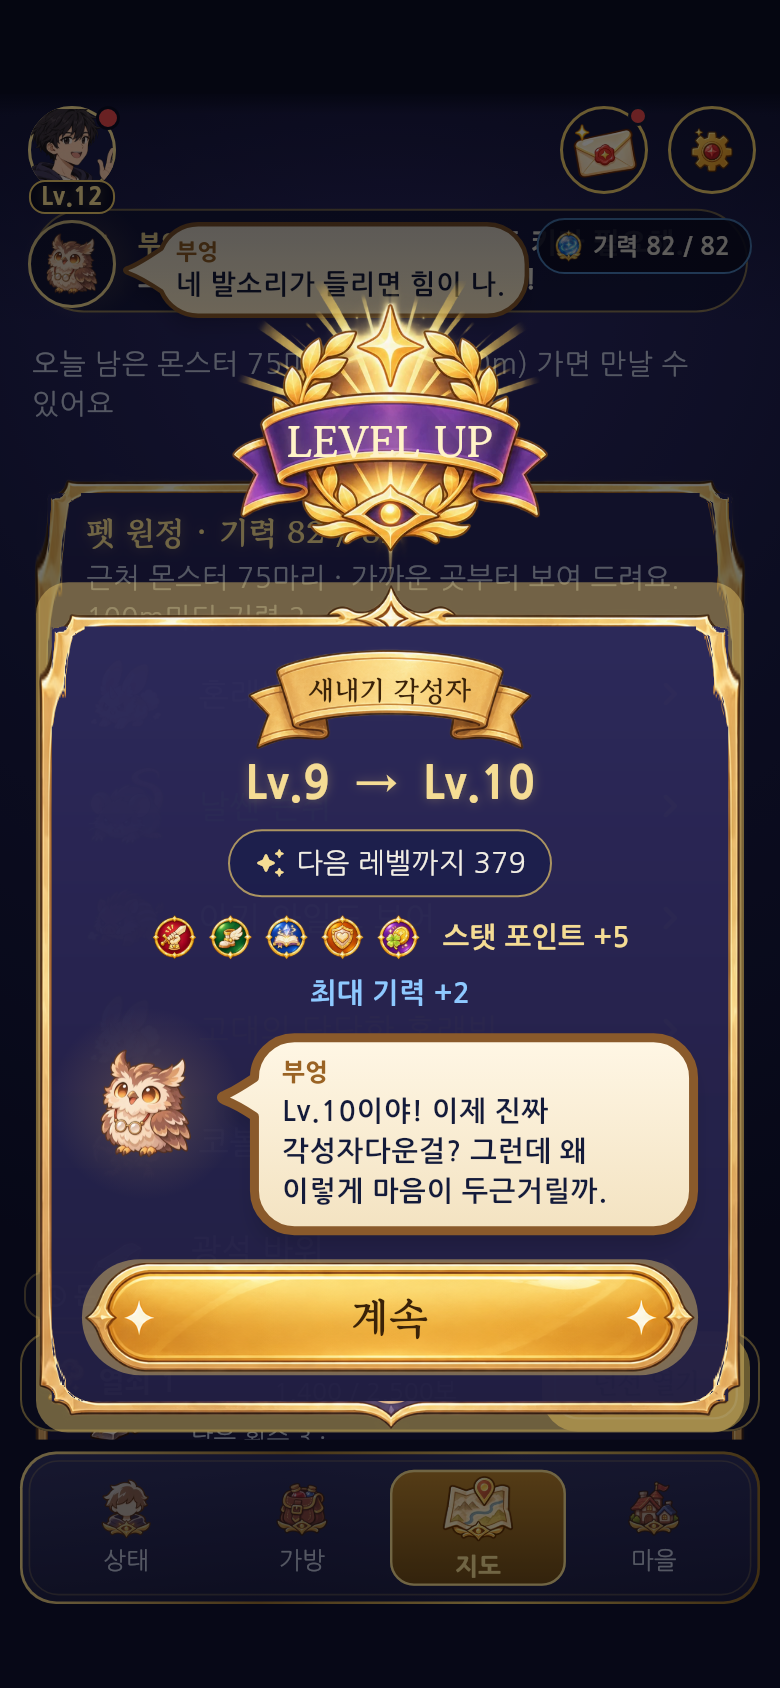 Lv.12
부엉
네 발소리가 들리면 힘이 나.
기력 82 / 82
오늘 남은 몬스터 가면 만날 수
있어요
LEVEL UP
펫 원정 · 기력 82 /
근처 몬스터 75마리 · 가까운 곳부터 보여 드려요.
새내기 각성자
Lv.9 → Lv.10
다음 레벨까지 379
스탯 포인트 +5
최대 기력 +2
부엉
Lv.10이야! 이제 진짜
각성자다운걸? 그런데 왜
이렇게 마음이 두근거릴까.
계속
상태
가방
지도
마을